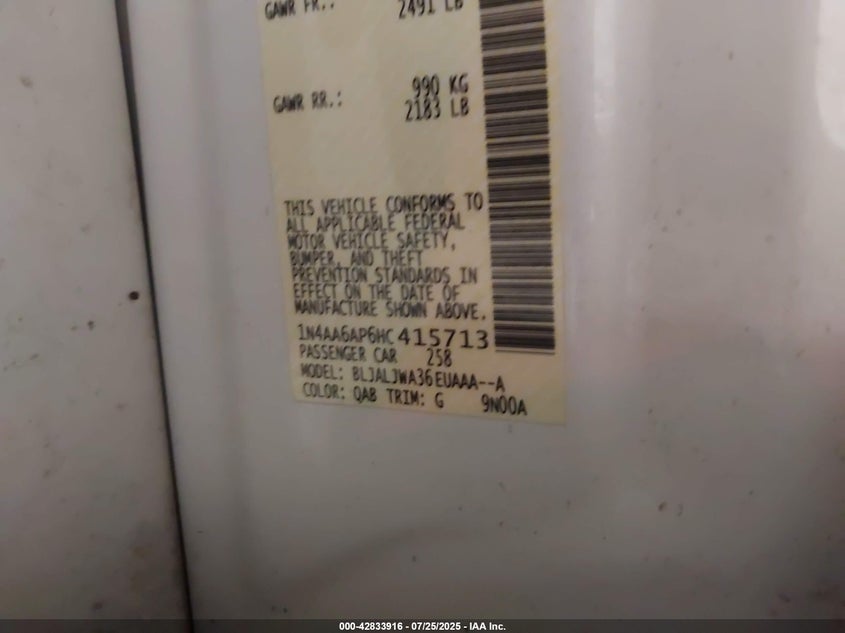 GAWR FR.: 2491 LB
990 KG
GAWR RR.: 2183 LB
THIS VEHICLE CONFORMS TO
ALL APPLICABLE FEDERAL
MOTOR VEHICLE SAFETY,
BUMPER, AND THEFT
PREVENTION STANDARDS IN
EFFECT ON THE DATE OF
MANUFACTURE SHOWN ABOVE.
1N4AA6AP6HC415713
PASSENGER CAR 258
MODEL: BLJALJWA36EUAAA--A
COLOR: QAB TRIM: G 9N00A
000-42833916 - 07/25/2025 - IAA Inc.